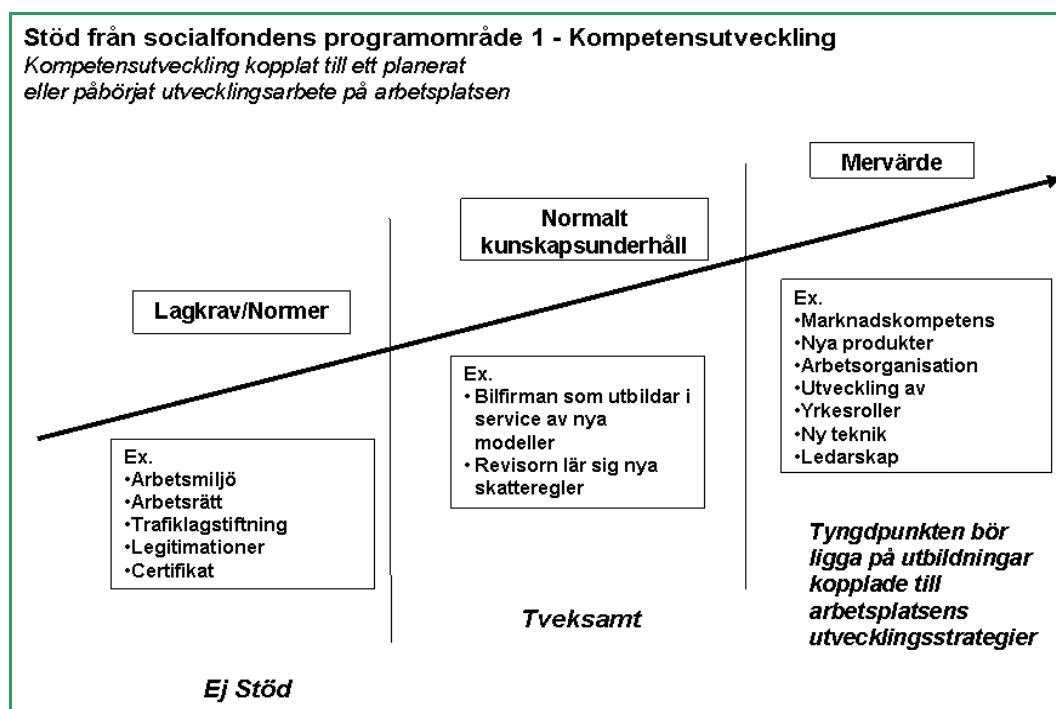 Stöd från socialfondens programområde 1 - Kompetensutveckling
Kompetensutveckling kopplat till ett planerat
eller påbörjat utvecklingsarbete på arbetsplatsen
Lagkrav/Normer
Ex.
•Arbetsmiljö
•Arbetsrätt
•Trafiklagstiftning
•Legitimationer
•Certifikat
Ej Stöd
Normalt
kunskapsunderhåll
Ex.
• Bilfirman som utbildar i
service av nya
modeller
• Revisorn lär sig nya
skatteregler
Tveksamt
Mervärde
Ex.
•Marknadskompetens
•Nya produkter
•Arbetsorganisation
•Utveckling av
•Yrkesroller
•Ny teknik
•Ledarskap
Tyngdpunkten bör
ligga på utbildningar
kopplade till
arbetsplatsens
utvecklingsstrategier